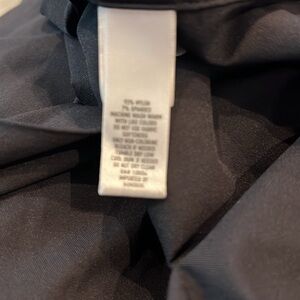 93% NYLON
7% SPANDEX
MACHINE WASH WARM
WITH LIKE COLORS
DO NOT USE FABRIC
SOFTENERS
ONLY NON-CHLORINE
BLEACH IF NEEDED
TUMBLE DRY LOW
COOL IRON IF NEEDED
DO NOT DRY CLEAN
IMPORTED BY